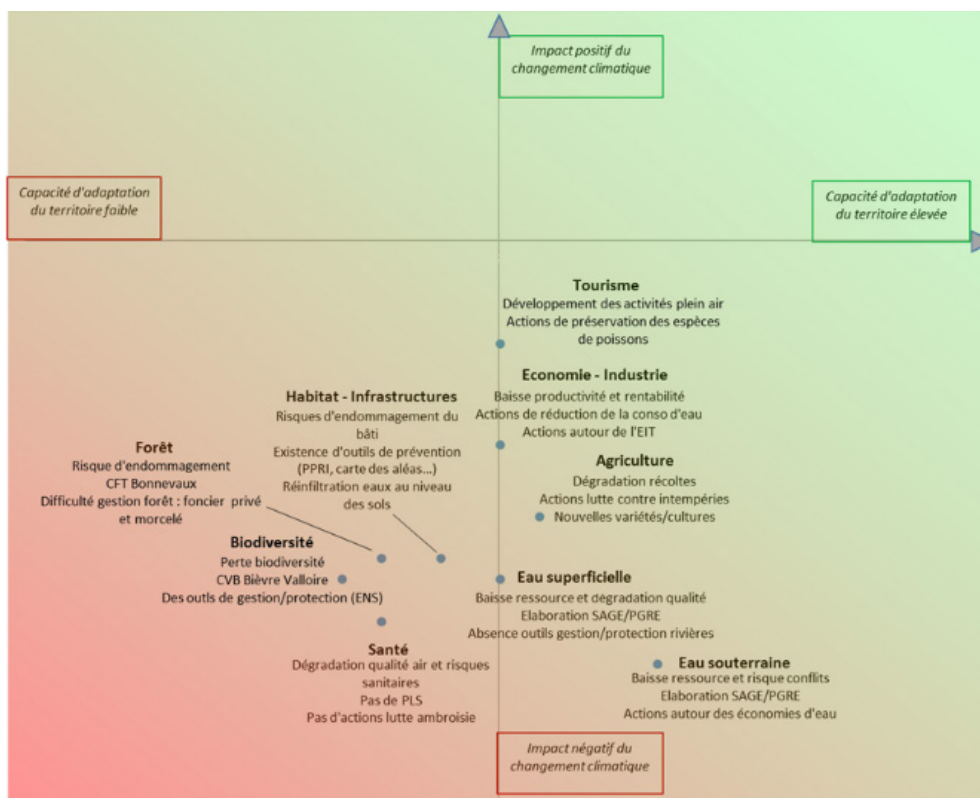 Impact positif du
changement climatique
Capacité d'adaptation
du territoire faible
Capacité d'adaptation
du territoire élevée
Tourisme
Développement des activités plein air
Actions de préservation des espèces
de poissons
Economie - Industrie
Baisse productivité et rentabilité
Actions de réduction de la conso d'eau
Actions autour de l'EIT
Habitat - Infrastructures
Risques d'endommagement du
bâti
Existence d'outils de prévention
(PPRI, carte des aléas...)
Réinfiltration eaux au niveau
des sols
Forêt
Risque d'endommagement
CFT Bonnevaux
Difficulté gestion forêt : foncier privé
et morcelé
Agriculture
Dégradation récoltes
Actions lutte contre intempéries
Nouvelles variétés/cultures
Biodiversité
Perte biodiversité
CVB Bièvre Valloire
Des outils de gestion/protection (ENS)
Eau superficielle
Baisse ressource et dégradation qualité
Elaboration SAGE/PGRE
Absence outils gestion/protection rivières
Santé
Dégradation qualité air et risques
sanitaires
Pas de PLS
Pas d'actions lutte ambroisie
Eau souterraine
Baisse ressource et risque conflits
Elaboration SAGE/PGRE
Actions autour des économies d'eau
Impact négatif du
changement climatique